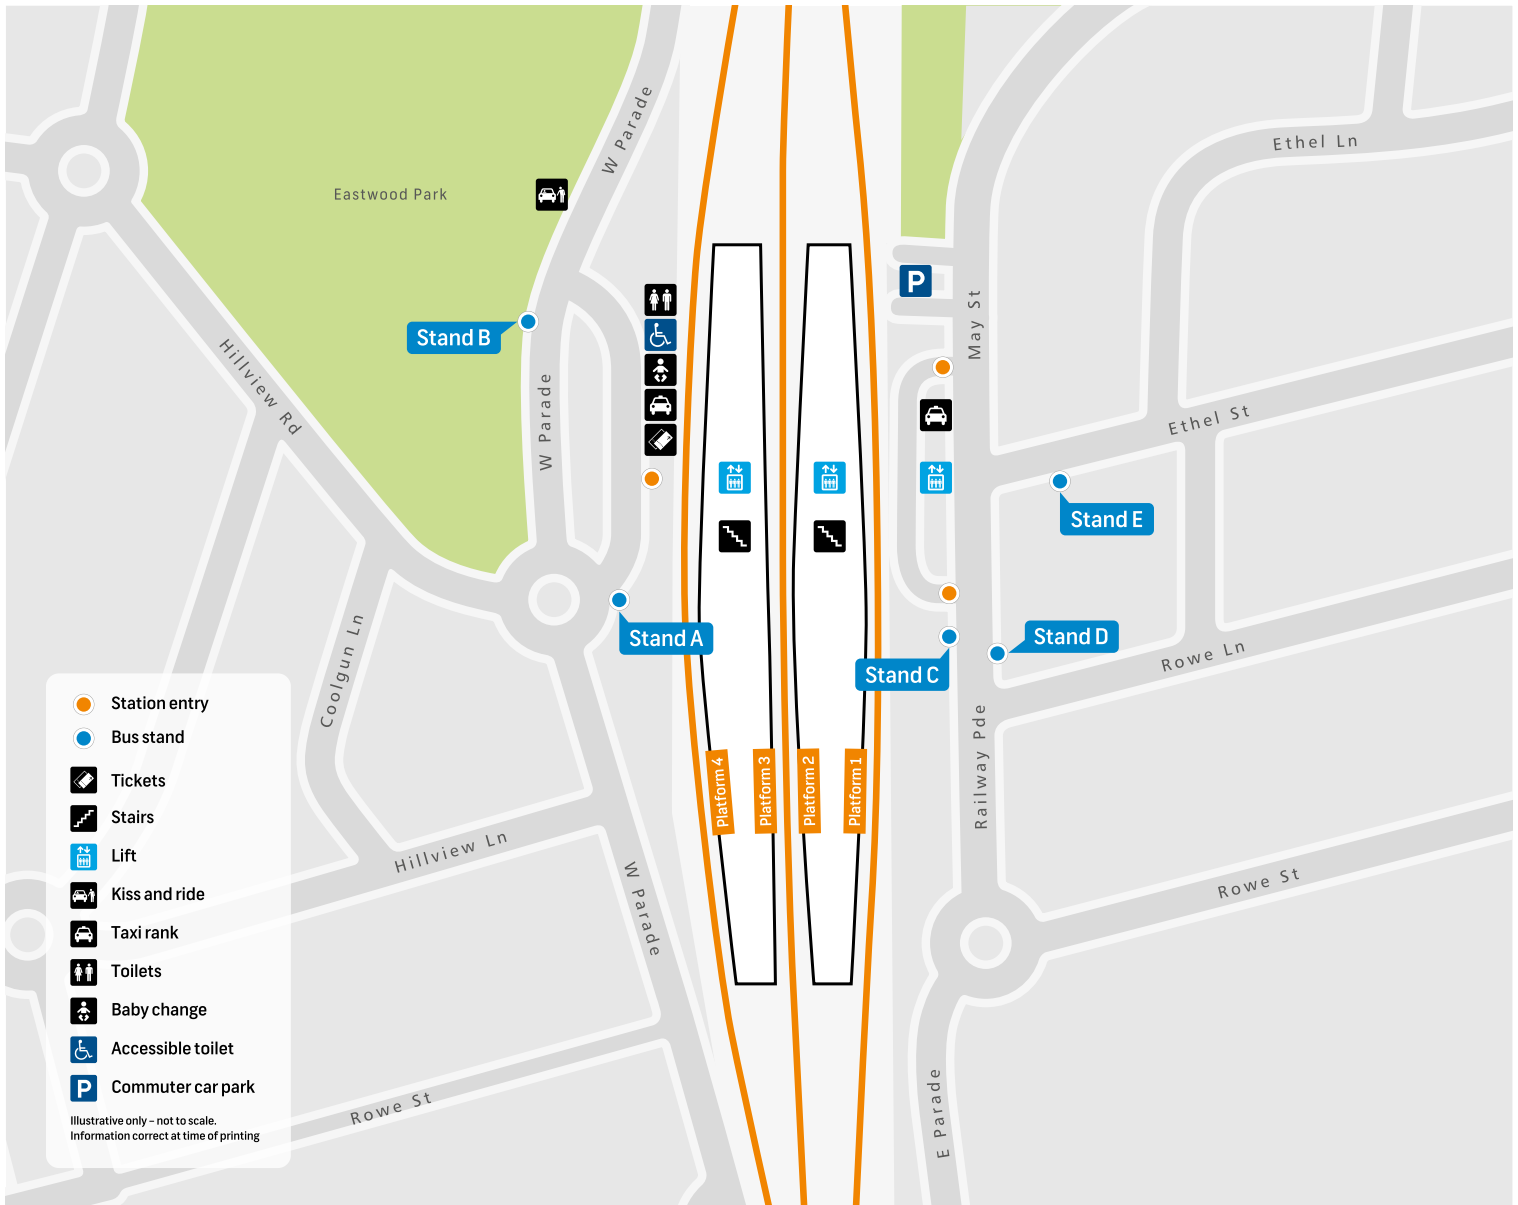 W Parade
Ethel Ln
Eastwood Park
P
May St
Stand B
Hillview Rd
W Parade
Ethel St
Stand E
Stand A
Stand D
Coolgun Ln
Stand C
Rowe Ln
Railway Pde
Platform 4
Platform 3
Platform 2
Platform 1
Hillview Ln
W Parade
Rowe St
Rowe St
E Parade
Station entry
Bus stand
Tickets
Stairs
Lift
Kiss and ride
Taxi rank
Toilets
Baby change
Accessible toilet
P Commuter car park
Illustrative only – not to scale.
Information correct at time of printing